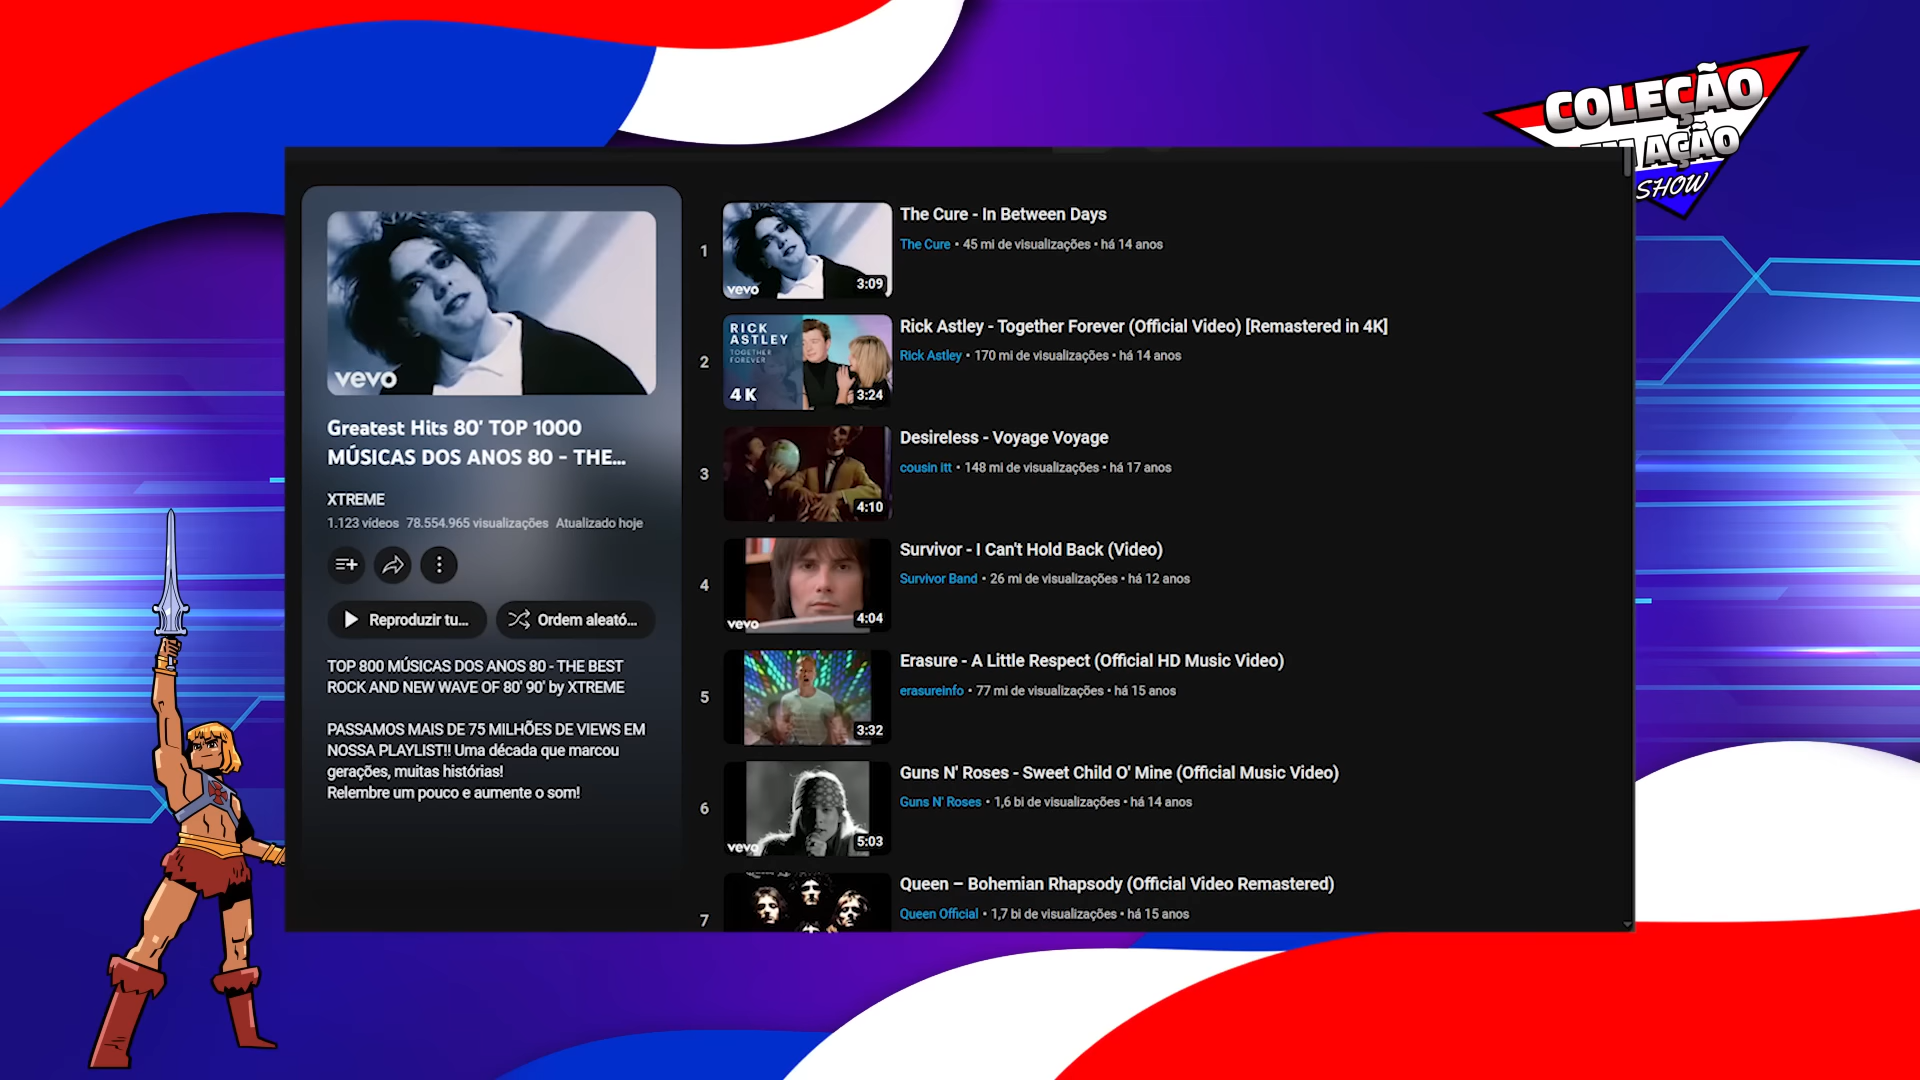 COLEÇÃO
AÇÃO
SHOW
vevo
Greatest Hits 80' TOP 1000
MÚSICAS DOS ANOS 80 - THE...
XTREME
1.123 vídeos 78.554.965 visualizações Atualizado hoje
Reproduzir tu...
Ordem aleató...
TOP 800 MÚSICAS DOS ANOS 80 - THE BEST
ROCK AND NEW WAVE OF 80' 90' by XTREME
PASSAMOS MAIS DE 75 MILHÕES DE VIEWS EM
NOSSA PLAYLIST!! Uma década que marcou
gerações, muitas histórias!
Relembre um pouco e aumente o som!
1
vevo
3:09
The Cure - In Between Days
The Cure • 45 mi de visualizações • há 14 anos
2
RICK
ASTLEY
TOGETHER
FOREVER
4K
3:24
Rick Astley - Together Forever (Official Video) [Remastered in 4K]
Rick Astley • 170 mi de visualizações • há 14 anos
3
4:10
Desireless - Voyage Voyage
cousin itt • 148 mi de visualizações • há 17 anos
4
vevo
4:04
Survivor - I Can't Hold Back (Video)
Survivor Band • 26 mi de visualizações • há 12 anos
5
3:32
Erasure - A Little Respect (Official HD Music Video)
erasureinfo • 77 mi de visualizações • há 15 anos
6
vevo
5:03
Guns N' Roses - Sweet Child O' Mine (Official Music Video)
Guns N' Roses • 1,6 bi de visualizações • há 14 anos
7
Queen – Bohemian Rhapsody (Official Video Remastered)
Queen Official • 1,7 bi de visualizações • há 15 anos